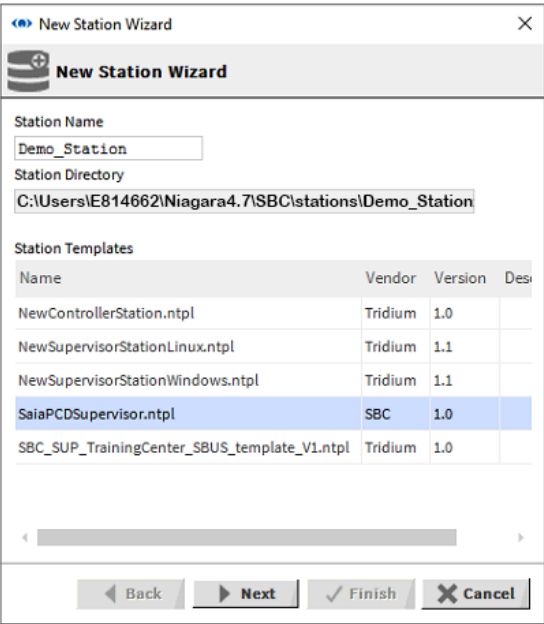 New Station Wizard
New Station Wizard
Station Name
Demo_Station
Station Directory
C:\Users\E814662\Niagara4.7\SBC\stations\Demo_Station
Station Templates
Name Vendor Version Des
NewControllerStation.ntpl Tridium 1.0
NewSupervisorStationLinux.ntpl Tridium 1.1
NewSupervisorStationWindows.ntpl Tridium 1.1
SaiaPCDSupervisor.ntpl SBC 1.0
SBC_SUP_TrainingCenter_SBUS_template_V1.ntpl Tridium 1.0
Back Next Finish Cancel